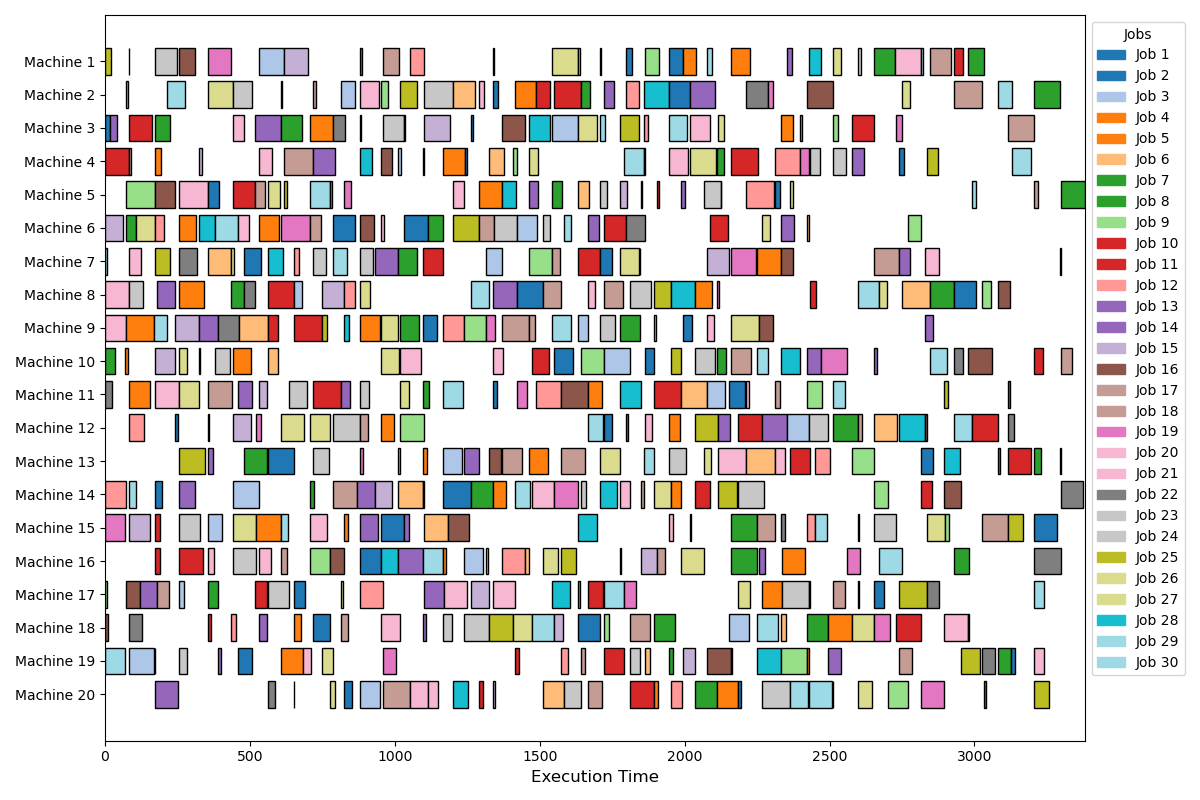 Jobs
Machine 1
Job 1
Job 2
Machine 2
Job 3
Job 4
Machine 3
Job 5
Job 6
Machine 4
Job 7
Job 8
Machine 5
Job 9
Machine 6
Job 10
Job 11
Machine 7
Job 12
Job 13
Machine 8
Job 14
Machine 9
Job 15
Job 16
Machine 10
Job 17
Job 18
Machine 11
Job 19
Machine 12
Job 20
Job 21
Machine 13
Job 22
Job 23
Machine 14
Job 24
Machine 15
Job 25
Machine 16
Job 26
Job 27
Machine 17
Job 28
Machine 18
Job 29
Machine 19
Job 30
Machine 20
0 500 1000 1500 2000 2500 3000
Execution Time